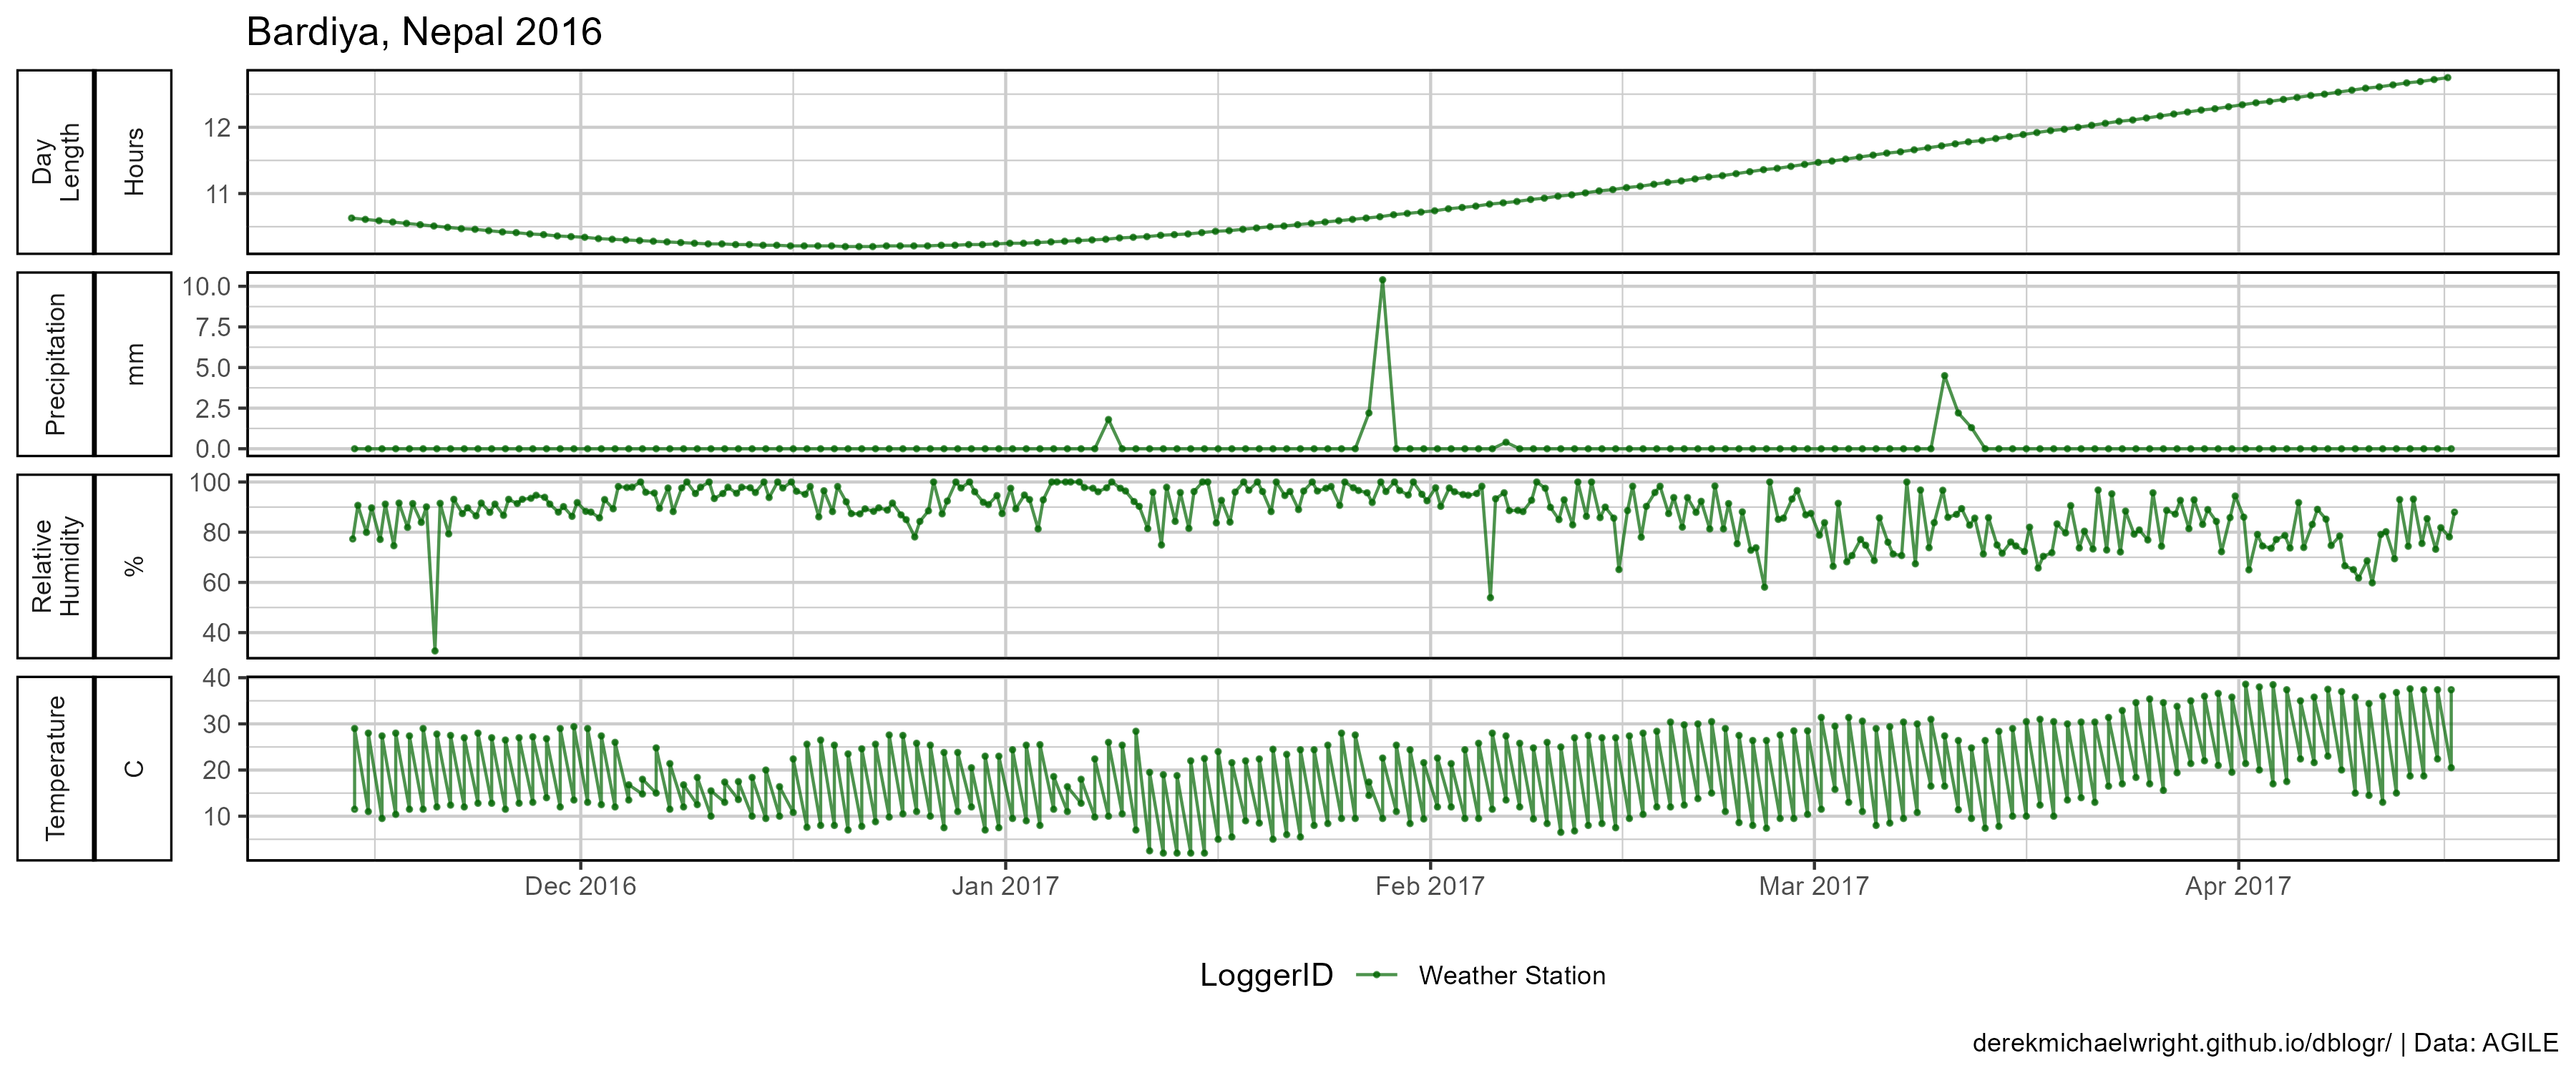 Bardiya, Nepal 2016
Day
Length
Hours
12
11
Precipitation
mm
10.0
7.5
5.0
2.5
0.0
Relative
Humidity
%
100
80
60
40
Temperature
C
40
30
20
10
Dec 2016
Jan 2017
Feb 2017
Mar 2017
Apr 2017
LoggerID
Weather Station
derekmichaelwright.github.io/dblogr/ | Data: AGILE